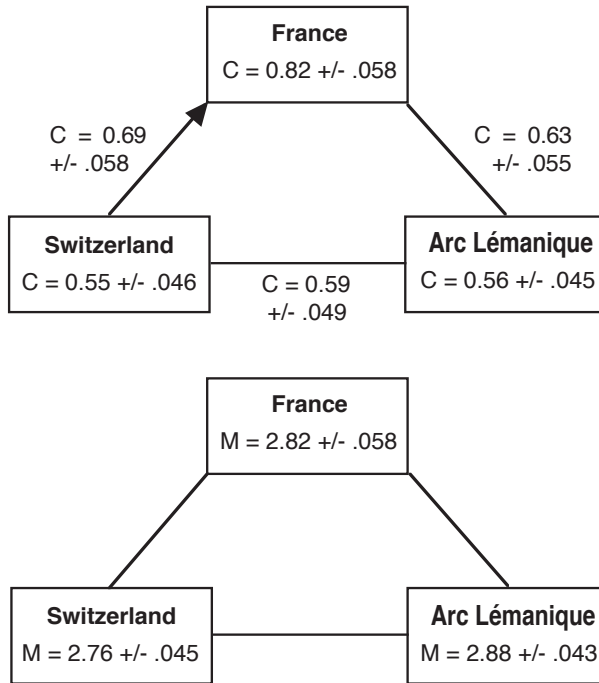 France
C = 0.82 +/- .058
C = 0.69
+/- .058
C = 0.63
+/- .055
Switzerland
C = 0.55 +/- .046
C = 0.59
+/- .049
Arc Lémanique
C = 0.56 +/- .045
France
M = 2.82 +/- .058
Switzerland
M = 2.76 +/- .045
Arc Lémanique
M = 2.88 +/- .043